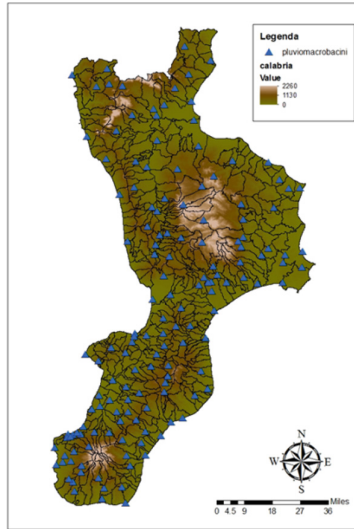 Legenda
pluviomacrobacini
calabria
Value
2260
1130
0
N
W E
S
Miles
0 4.5 9 18 27 36